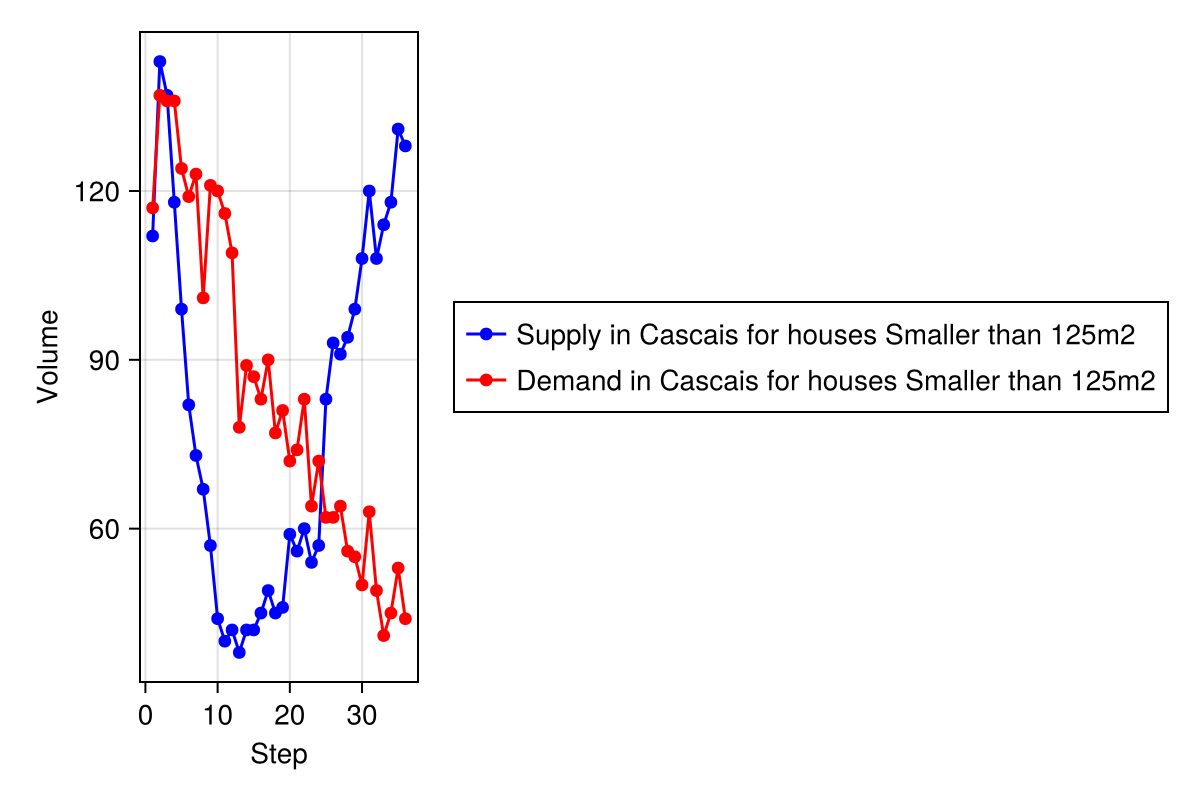 120
90
60
Volume
0 10 20 30
Step
Supply in Cascais for houses Smaller than 125m2
Demand in Cascais for houses Smaller than 125m2